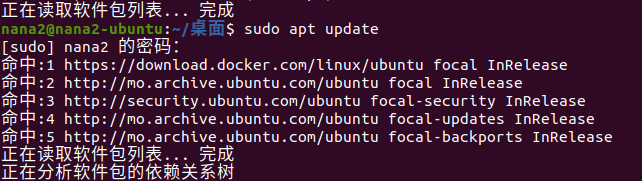 正在读取软件包列表... 完成
nana2@nana2-ubuntu:~/桌面$ sudo apt update
[sudo] nana2 的密码：
命中:1 https://download.docker.com/linux/ubuntu focal InRelease
命中:2 http://mo.archive.ubuntu.com/ubuntu focal InRelease
命中:3 http://security.ubuntu.com/ubuntu focal-security InRelease
命中:4 http://mo.archive.ubuntu.com/ubuntu focal-updates InRelease
命中:5 http://mo.archive.ubuntu.com/ubuntu focal-backports InRelease
正在读取软件包列表... 完成
正在分析软件包的依赖关系树